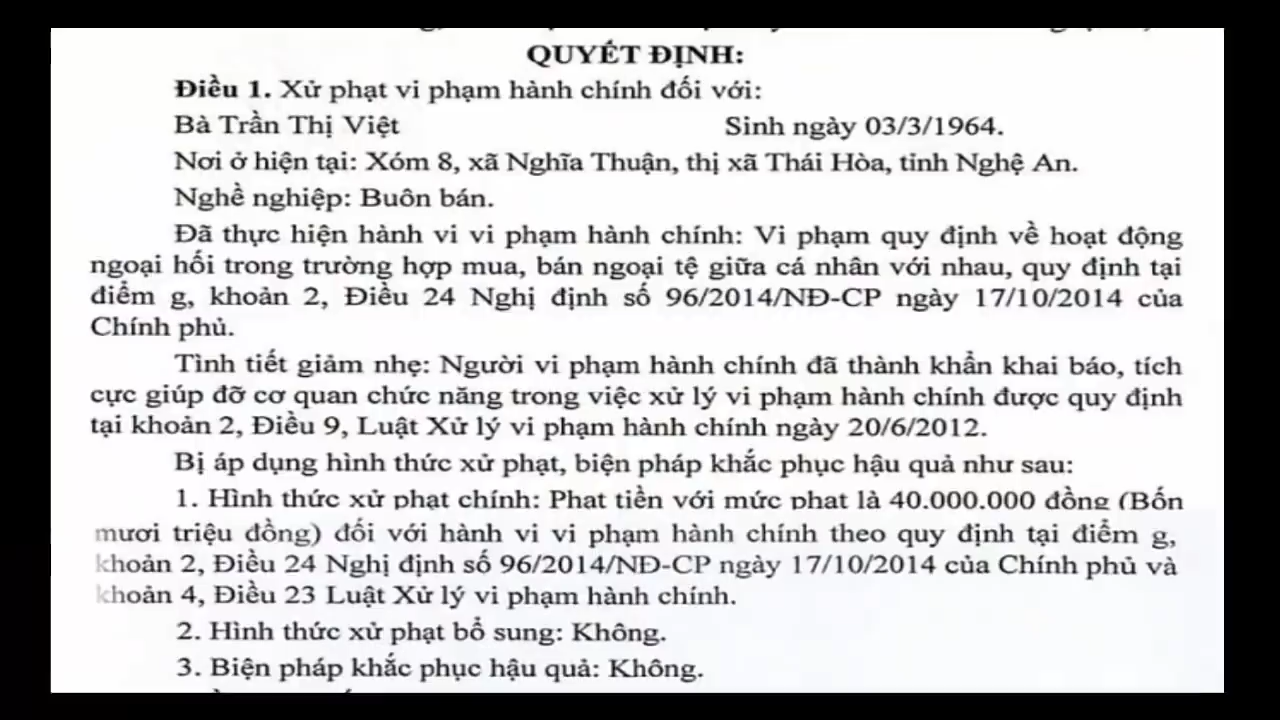 QUYẾT ĐỊNH:
Điều 1. Xử phạt vi phạm hành chính đối với:
Bà Trần Thị Việt Sinh ngày 03/3/1964.
Nơi ở hiện tại: Xóm 8, xã Nghĩa Thuận, thị xã Thái Hòa, tỉnh Nghệ An.
Nghề nghiệp: Buôn bán.
Đã thực hiện hành vi vi phạm hành chính: Vi phạm quy định về hoạt động
ngoại hối trong trường hợp mua, bán ngoại tệ giữa cá nhân với nhau, quy định tại
điểm g, khoản 2, Điều 24 Nghị định số 96/2014/NĐ-CP ngày 17/10/2014 của
Chính phủ.
Tình tiết giảm nhẹ: Người vi phạm hành chính đã thành khẩn khai báo, tích
cực giúp đỡ cơ quan chức năng trong việc xử lý vi phạm hành chính được quy định
tại khoản 2, Điều 9, Luật Xử lý vi phạm hành chính ngày 20/6/2012.
Bị áp dụng hình thức xử phạt, biện pháp khắc phục hậu quả như sau:
1. Hình thức xử phạt chính: Phạt tiền với mức phạt là 40.000.000 đồng (Bốn
mươi triệu đồng) đối với hành vi vi phạm hành chính theo quy định tại điểm g,
khoản 2, Điều 24 Nghị định số 96/2014/NĐ-CP ngày 17/10/2014 của Chính phủ và
khoản 4, Điều 23 Luật Xử lý vi phạm hành chính.
2. Hình thức xử phạt bổ sung: Không.
3. Biện pháp khắc phục hậu quả: Không.